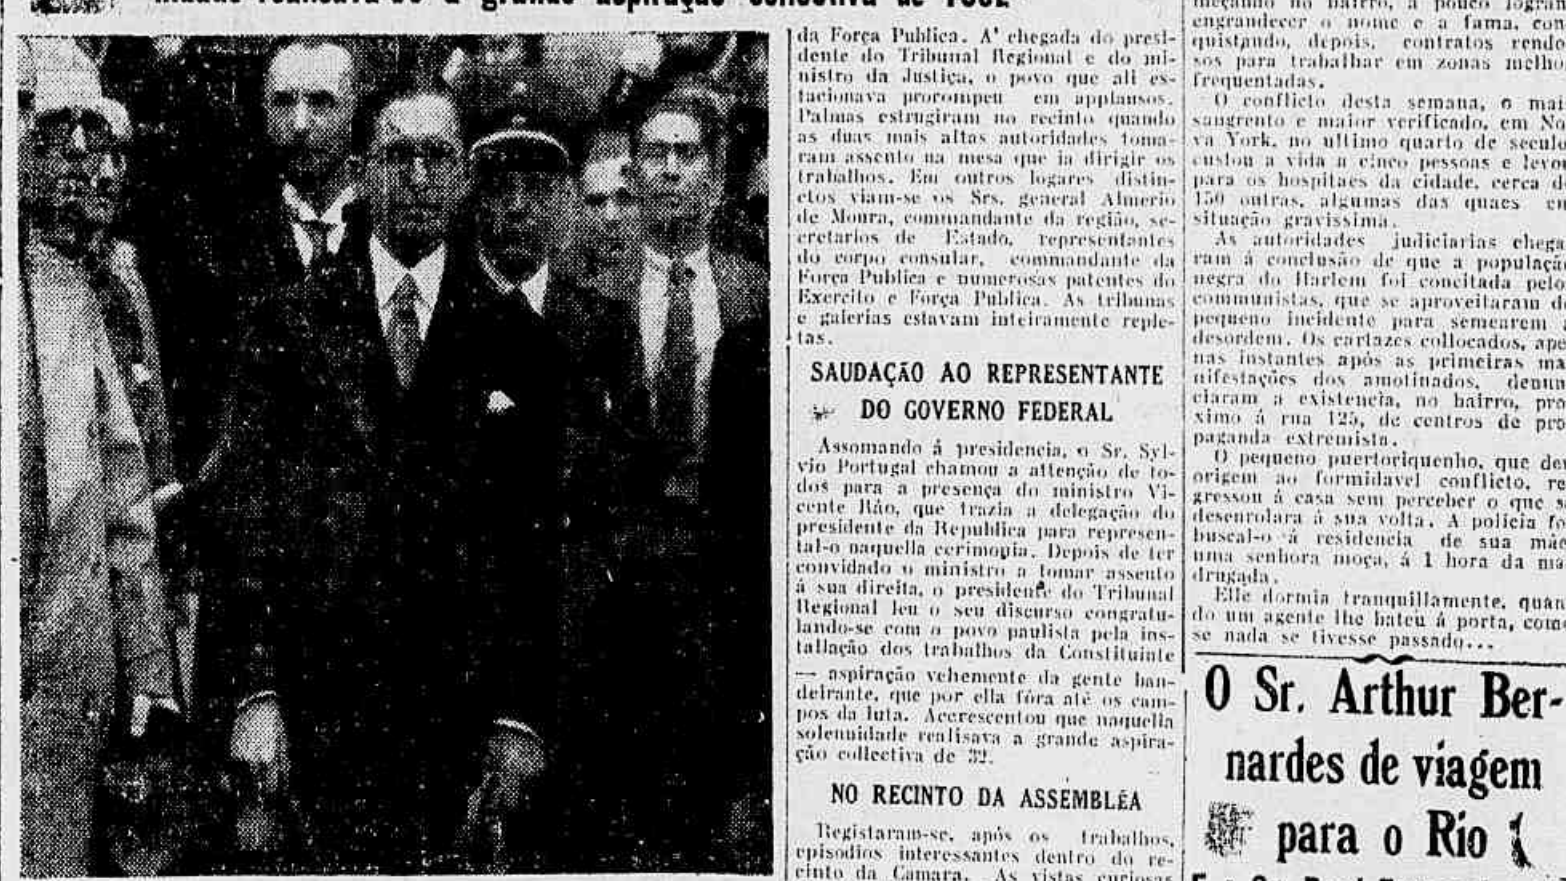 grande aspiração collectiva de 1932
da Força Publica. A' chegada do presi-
dente do Tribunal Regional e do mi-
nistro da Justiça, o povo que ali es-
tacionava prorompeu em applausos.
Palmas estrugiram no recinto quando
as duas mais altas autoridades toma-
ram assento na mesa que ia dirigir os
trabalhos. Em outros logares distin-
ctos viam-se os Srs. general Almerio
de Moura, commandante da região, se-
cretarios de Estado, representantes
do corpo consular, commandante da
Força Publica e numerosas patentes do
Exercito e Força Publica. As tribunas
e galerias estavam inteiramente reple-
tas.
SAUDAÇÃO AO REPRESENTANTE
DO GOVERNO FEDERAL
Assomando á presidencia, o Sr. Syl-
vio Portugal chamou a attenção de to-
dos para a presença do ministro Vi-
cente Ráo, que trazia a delegação do
presidente da Republica para represen-
tal-o naquella cerimonia. Depois de ter
convidado o ministro a tomar assento
á sua direita, o presidente do Tribunal
Regional leu o seu discurso congratu-
lando-se com o povo paulista pela ins-
tallação dos trabalhos da Constituinte
— aspiração vehemente da gente ban-
deirante, que por ella fôra até os cam-
pos da luta. Accrescentou que naquella
solennidade realisava a grande aspira-
ção collectiva de 32.
NO RECINTO DA ASSEMBLÉA
Registaram-se, após os trabalhos,
episodios interessantes dentro do re-
cinto da Camara. As vistas curiosas
meçando no bairro, a pouco logran
engrandecer o nome e a fama, con
quistando, depois, contratos rendo
sos para trabalhar em zonas melho
frequentadas.
O conflicto desta semana, o mai
sangrento e maior verificado, em No
va York, no ultimo quarto de seculo
custou a vida a cinco pessoas e levo
para os hospitaes da cidade, cerca d
150 outras, algumas das quaes en
situação gravissima.
As autoridades judiciarias chega
ram á conclusão de que a população
negra do Harlem foi concitada pelo
communistas, que se aproveitaram d
pequeno incidente para semearem
desordem. Os cartazes collocados, ape
nas instantes após as primeiras ma
nifestações dos amotinados, denun
ciaram a existencia, no bairro, pro
ximo á rua 125, de centros de pro
paganda extremista.
O pequeno puertoriquenho, que deu
origem ao formidavel conflicto, re
gressou á casa sem perceber o que s
desenrolara á sua volta. A policia fo
buscal-o á residencia de sua mãe
uma senhora moça, á 1 hora da ma
drugada.
Elle dormia tranquillamente, quan
do um agente lhe bateu á porta, como
se nada se tivesse passado...
O Sr. Arthur Ber-
nardes de viagem
para o Rio